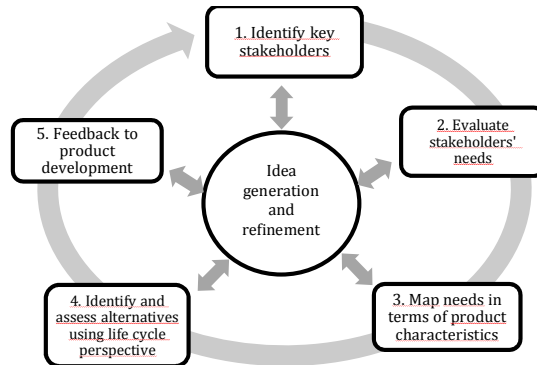 1. Identify key
stakeholders
2. Evaluate
stakeholders'
needs
3. Map needs in
terms of product
characteristics
4. Identify and
assess alternatives
using life cycle
perspective
5. Feedback to
product
development
Idea
generation
and
refinement